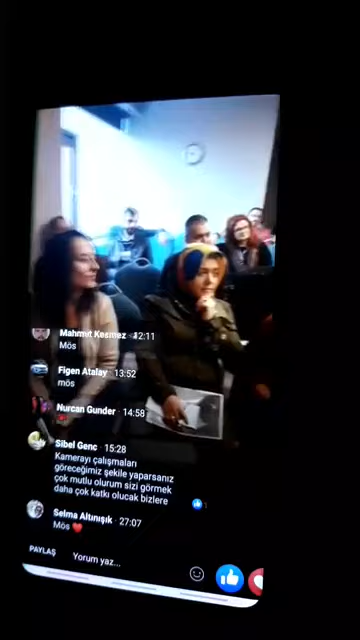 Mahmut Kesmez · 12:11
Mös
Figen Atalay · 13:52
mös
Nurcan Gunder · 14:58
Sibel Genc · 15:28
Kamerayı çalışmaları
göreceğimiz şekile yaparsanız
çok mutlu olurum sizi görmek
daha çok katkı olucak bizlere
Selma Altınışık · 27:07
Mös ❤️
PAYLAŞ
Yorum yaz...